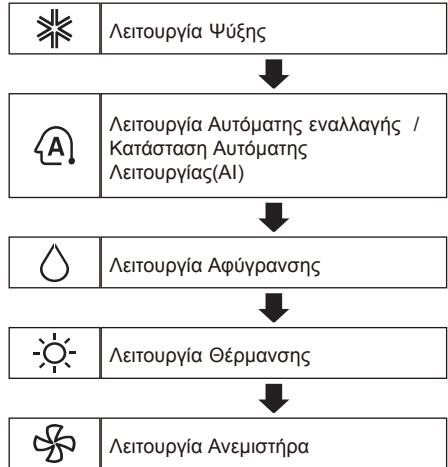 Λειτουργία Ψύξης
A
Λειτουργία Αυτόματης εναλλαγής /
Κατάσταση Αυτόματης
Λειτουργίας(AI)
Λειτουργία Αφύγρανσης
Λειτουργία Θέρμανσης
Λειτουργία Ανεμιστήρα